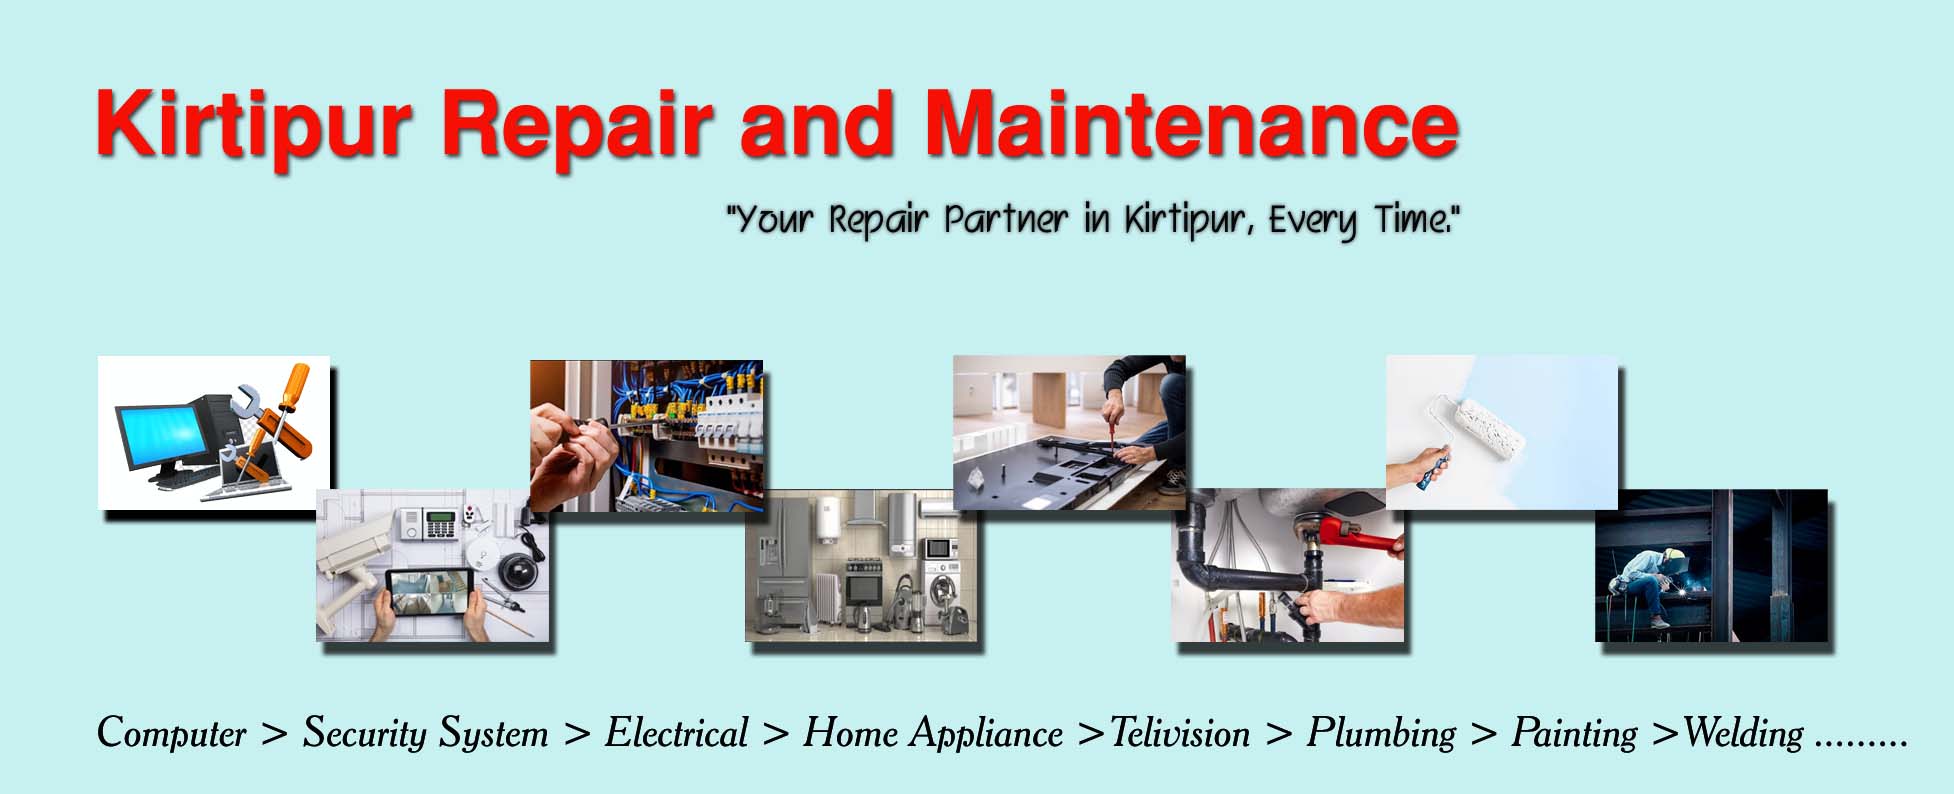 Kirtipur Repair and Maintenance
"Your Repair Partner in Kirtipur, Every Time."
Computer > Security System > Electrical > Home Appliance >Telivision > Plumbing > Painting >Welding .........